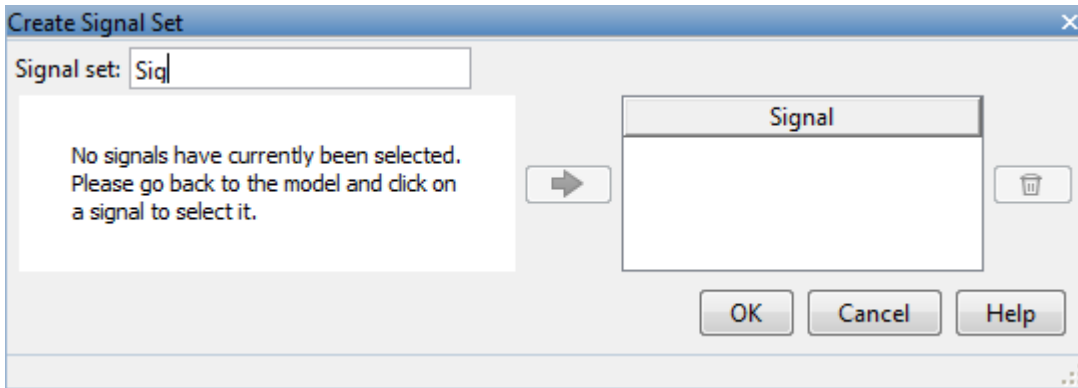 Create Signal Set
Signal set: Sig
No signals have currently been selected.
Please go back to the model and click on
a signal to select it.
Signal
OK Cancel Help